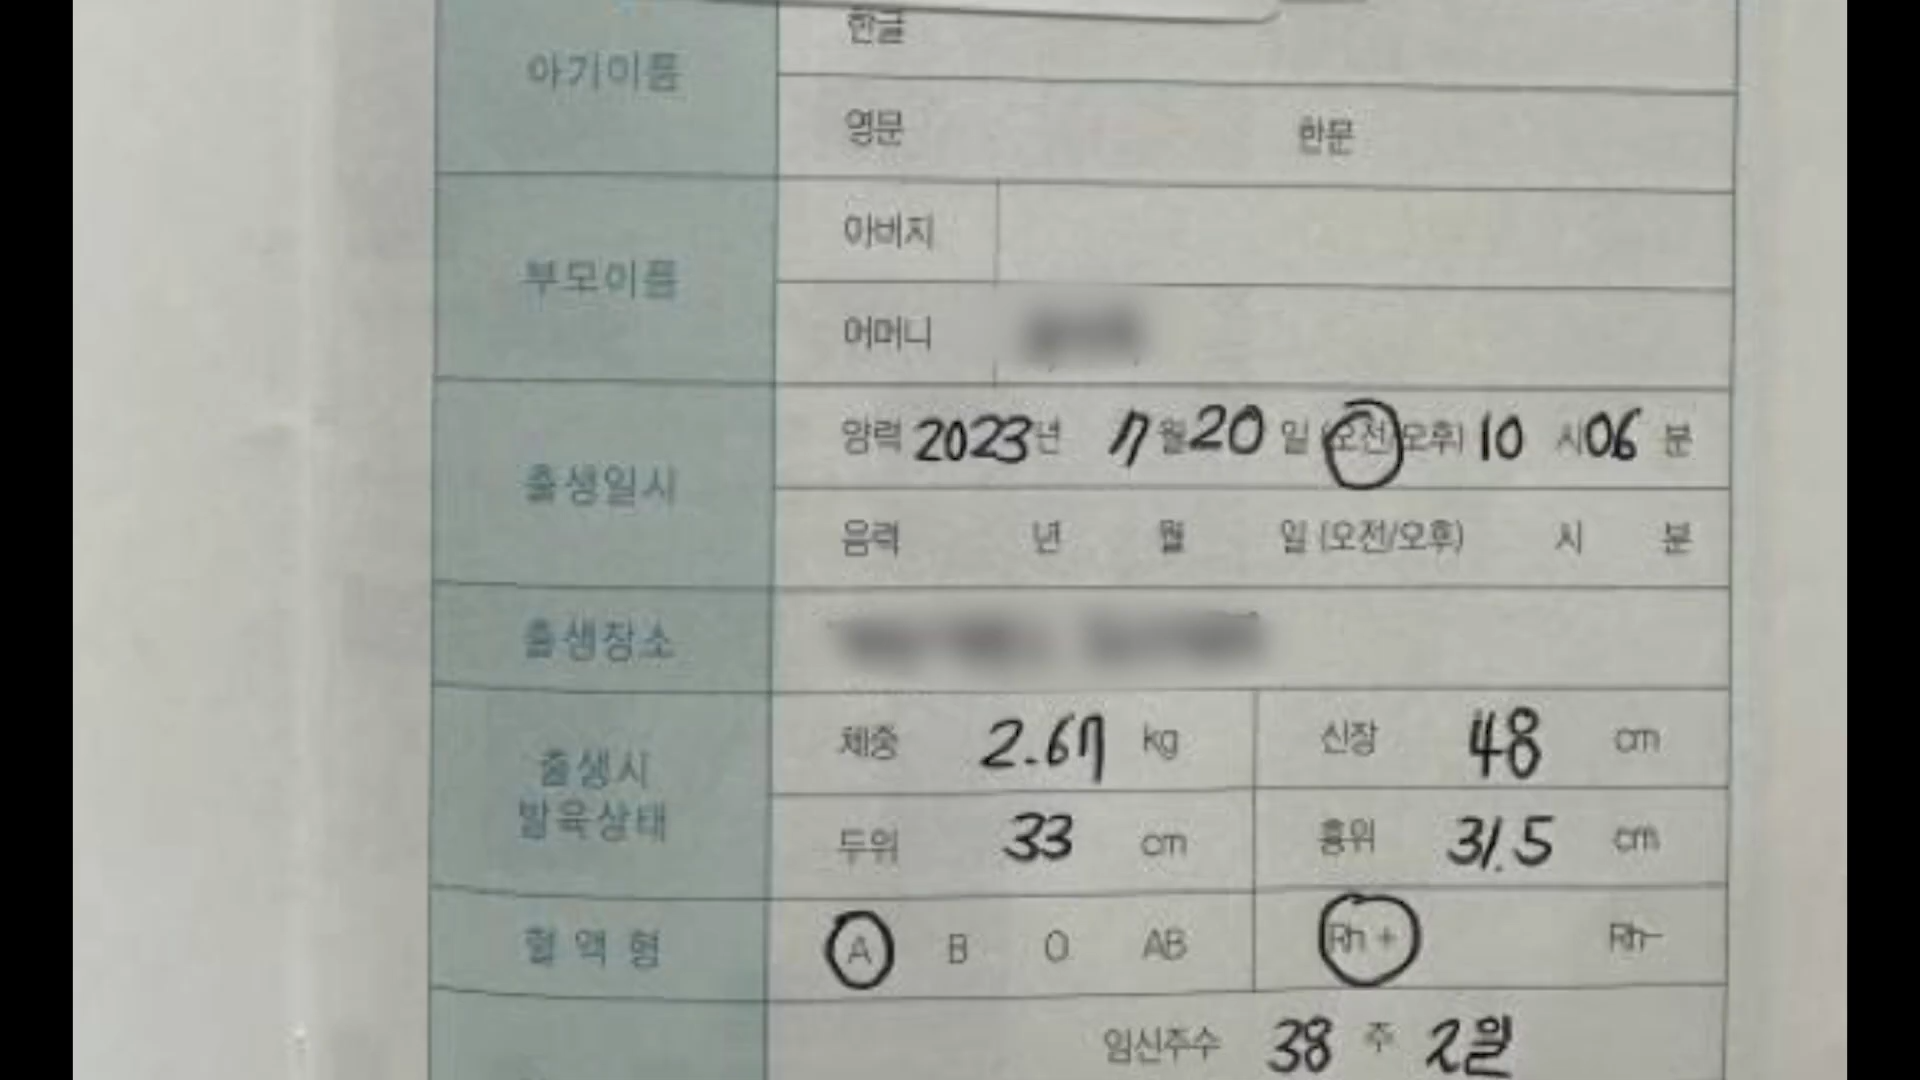 아기이름 한글
영문 한문
부모이름 아버지
어머니
출생일시 양력 2023년 7월 20일 (오전/오후) 10시 06분
음력 년 월 일 (오전/오후) 시 분
출생장소
출생시 발육상태
체중 2.67 kg 신장 48 cm
두위 33 cm 흉위 31.5 cm
혈액형 A B O AB Rh + Rh-
임신주수 38 주 2일